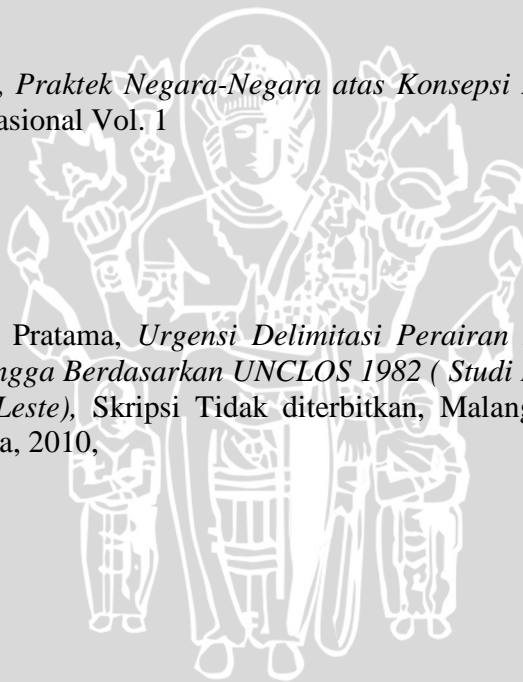 , Praktek Negara-Negara atas Konsepsi
asional Vol. 1
Pratama, Urgensi Delimitasi Perairan
ngga Berdasarkan UNCLOS 1982 ( Studi
Leste), Skripsi Tidak diterbitkan, Malang
a, 2010,